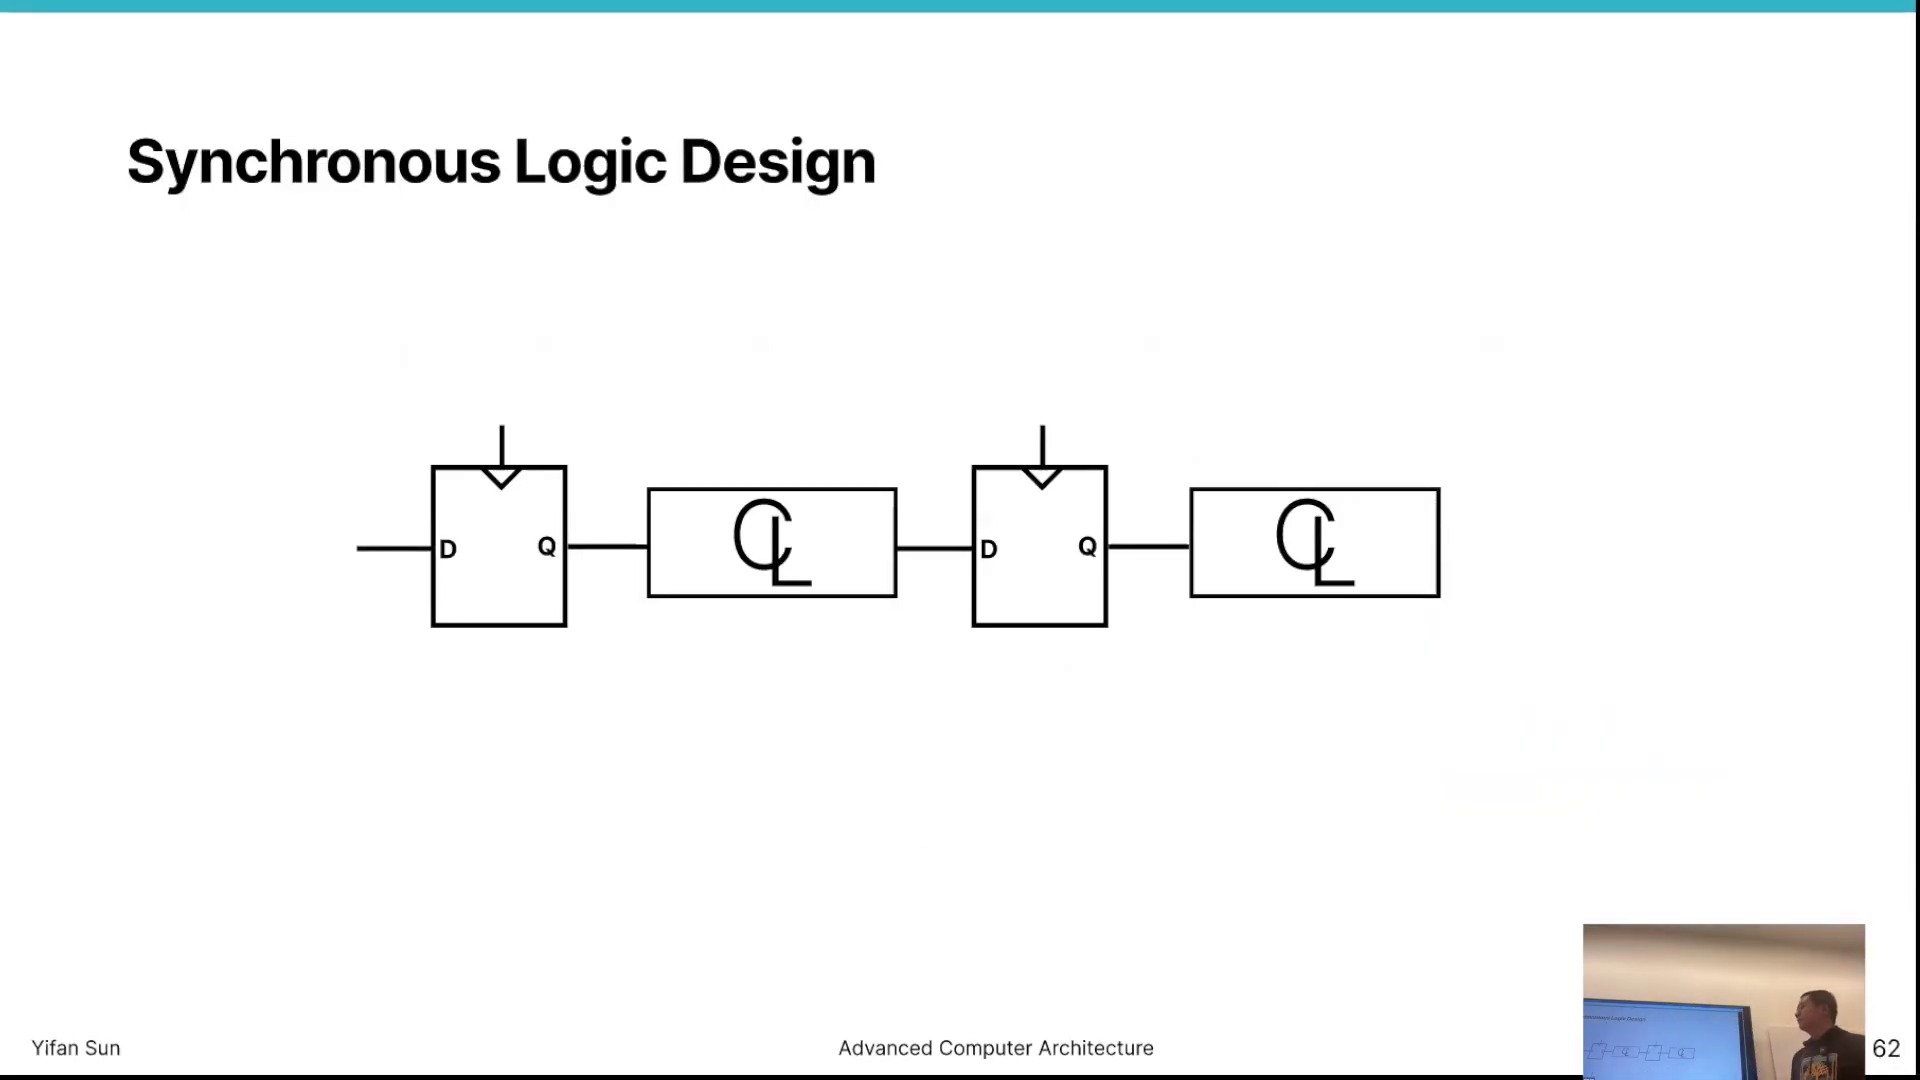 Synchronous Logic Design
D Q CL D Q CL
Yifan Sun Advanced Computer Architecture 62